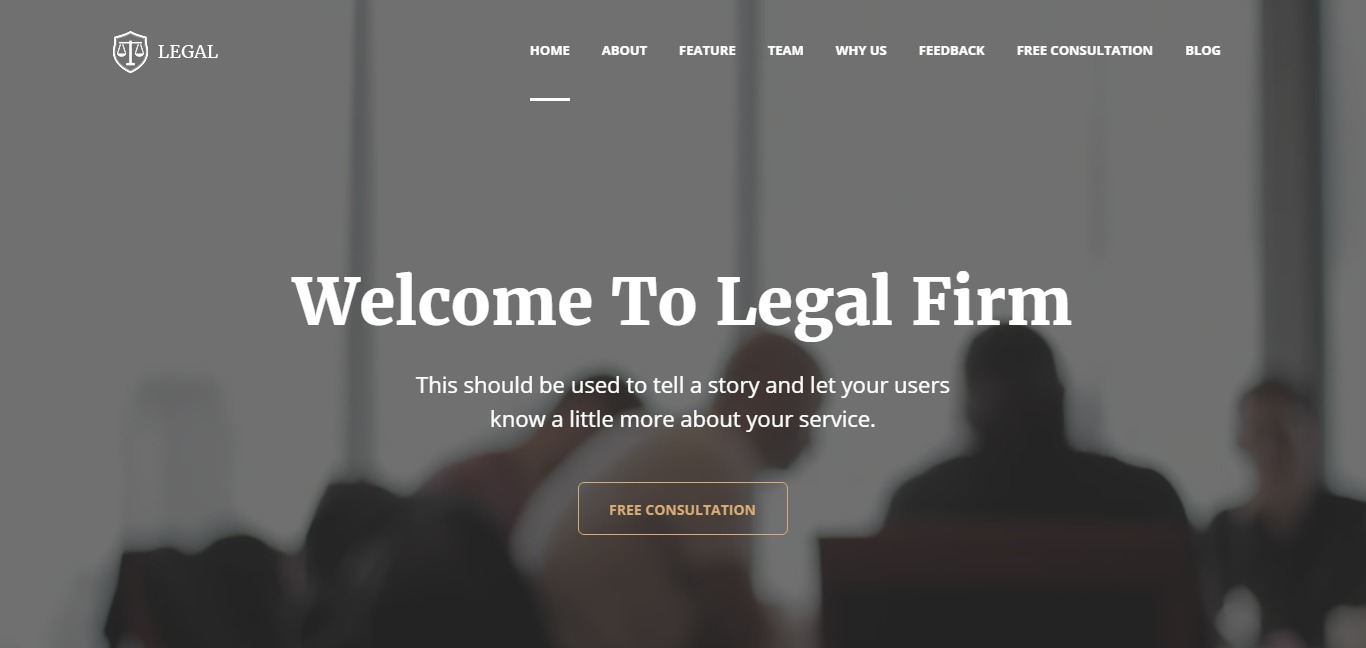 LEGAL
HOME ABOUT FEATURE TEAM WHY US FEEDBACK FREE CONSULTATION BLOG
Welcome To Legal Firm
This should be used to tell a story and let your users
know a little more about your service.
FREE CONSULTATION